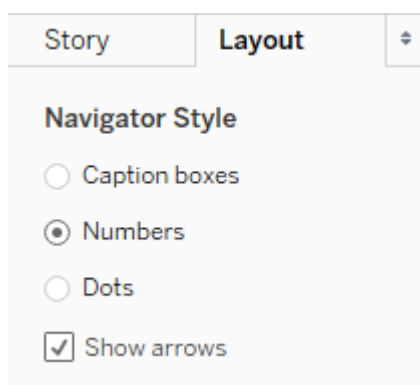 Story Layout
Navigator Style
Caption boxes
Numbers
Dots
Show arrows